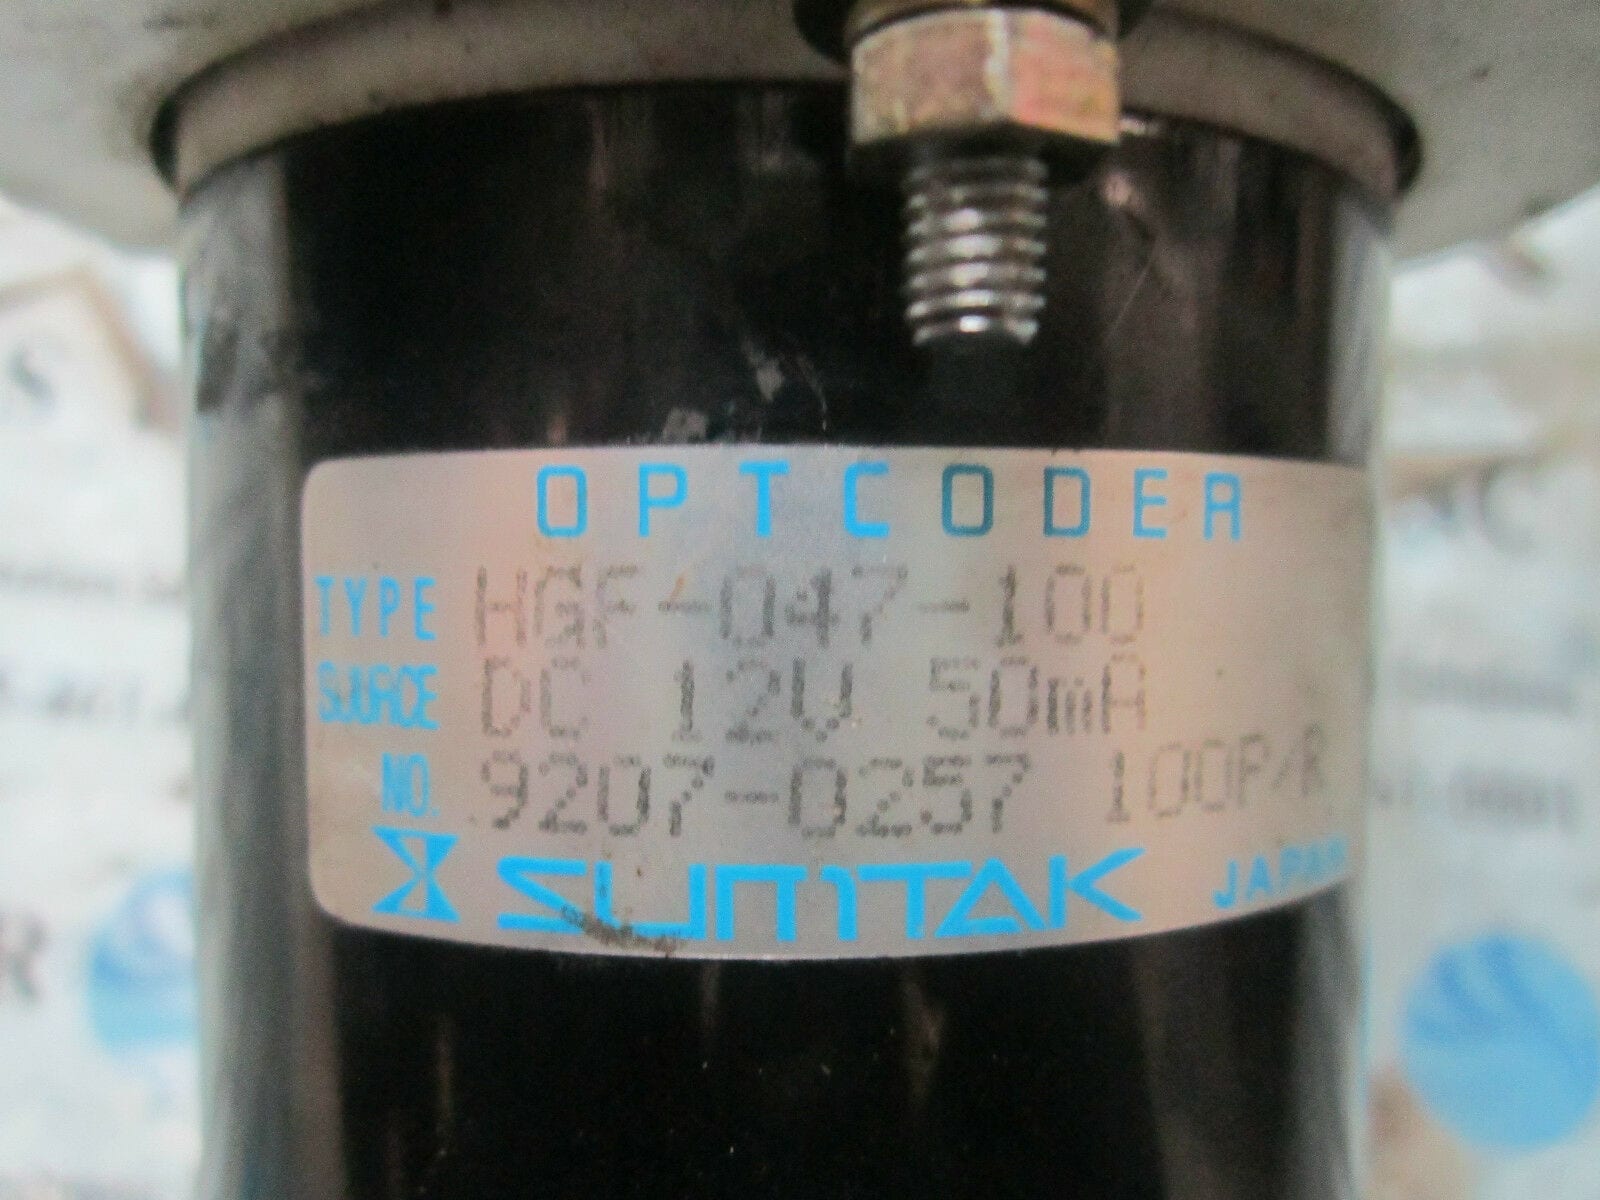 OPTCODER
TYPE HGF-047-100
SOURCE DC 12V 50mA
NO. 9207-0257 100P/R
SUMTAK JAPAN